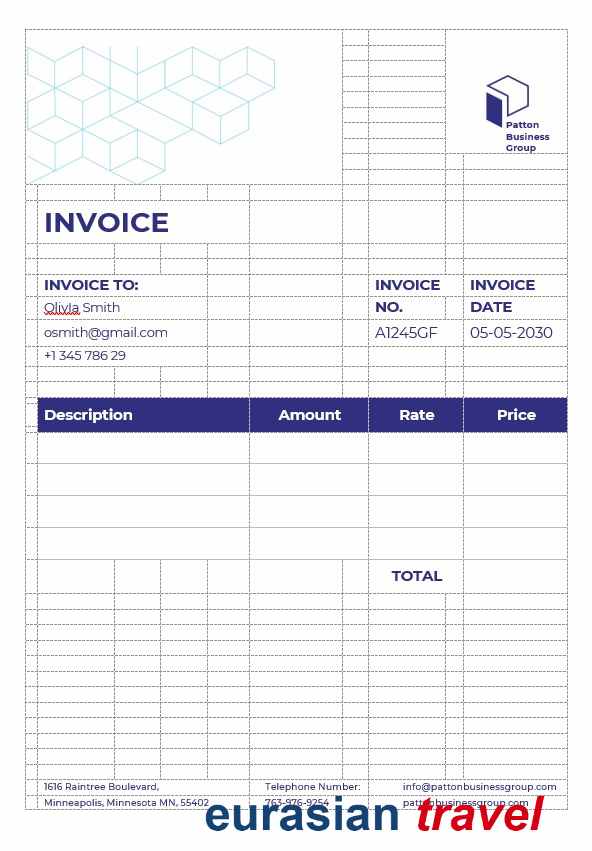 Patton
Business
Group
INVOICE
INVOICE TO:
INVOICE NO.
INVOICE DATE
OlivIa Smith
A1245GF
05-05-2030
osmith@gmail.com
+1 345 786 29
Description Amount Rate Price
TOTAL
1616 Raintree Boulevard,
Minneapolis, Minnesota MN, 55402
Telephone Number:
763-976-9254
info@pattonbusinessgroup.com
pattonbusinessgroup.com
eurasian travel